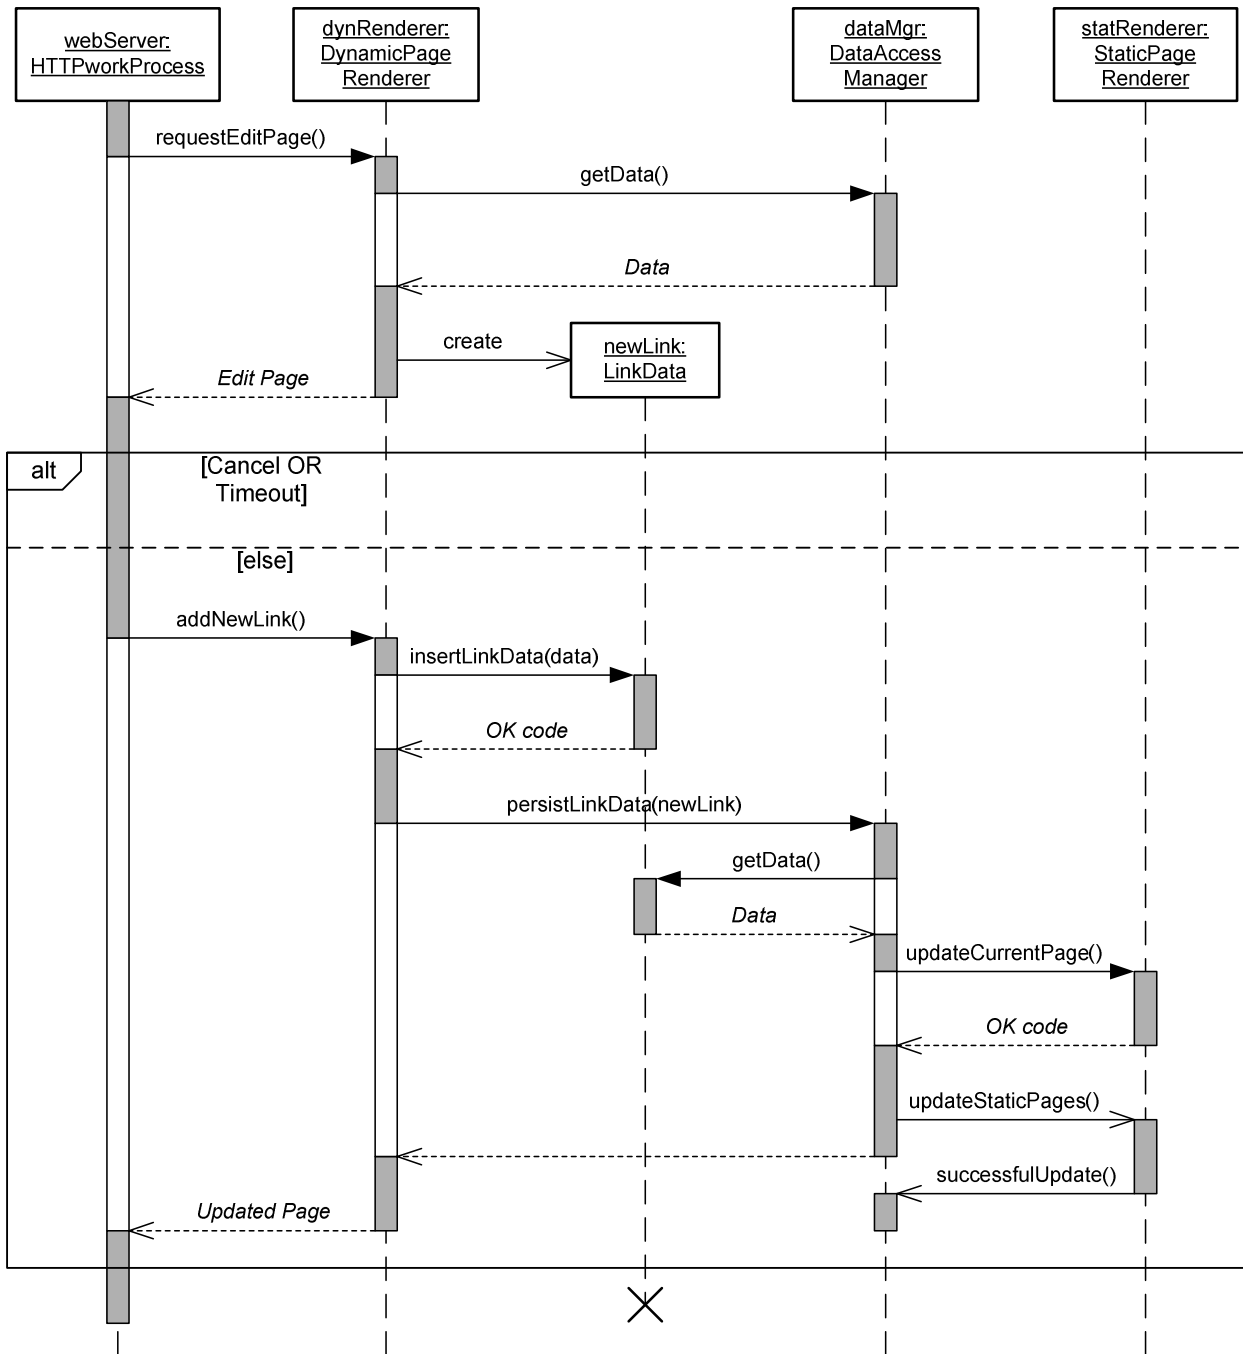 webServer:
HTTPworkProcess
dynRenderer:
DynamicPage
Renderer
dataMgr:
DataAccess
Manager
statRenderer:
StaticPage
Renderer
requestEditPage()
getData()
Data
create
newLink:
LinkData
Edit Page
alt
[Cancel OR
Timeout]
[else]
addNewLink()
insertLinkData(data)
OK code
persistLinkData(newLink)
getData()
Data
updateCurrentPage()
OK code
updateStaticPages()
successfulUpdate()
Updated Page